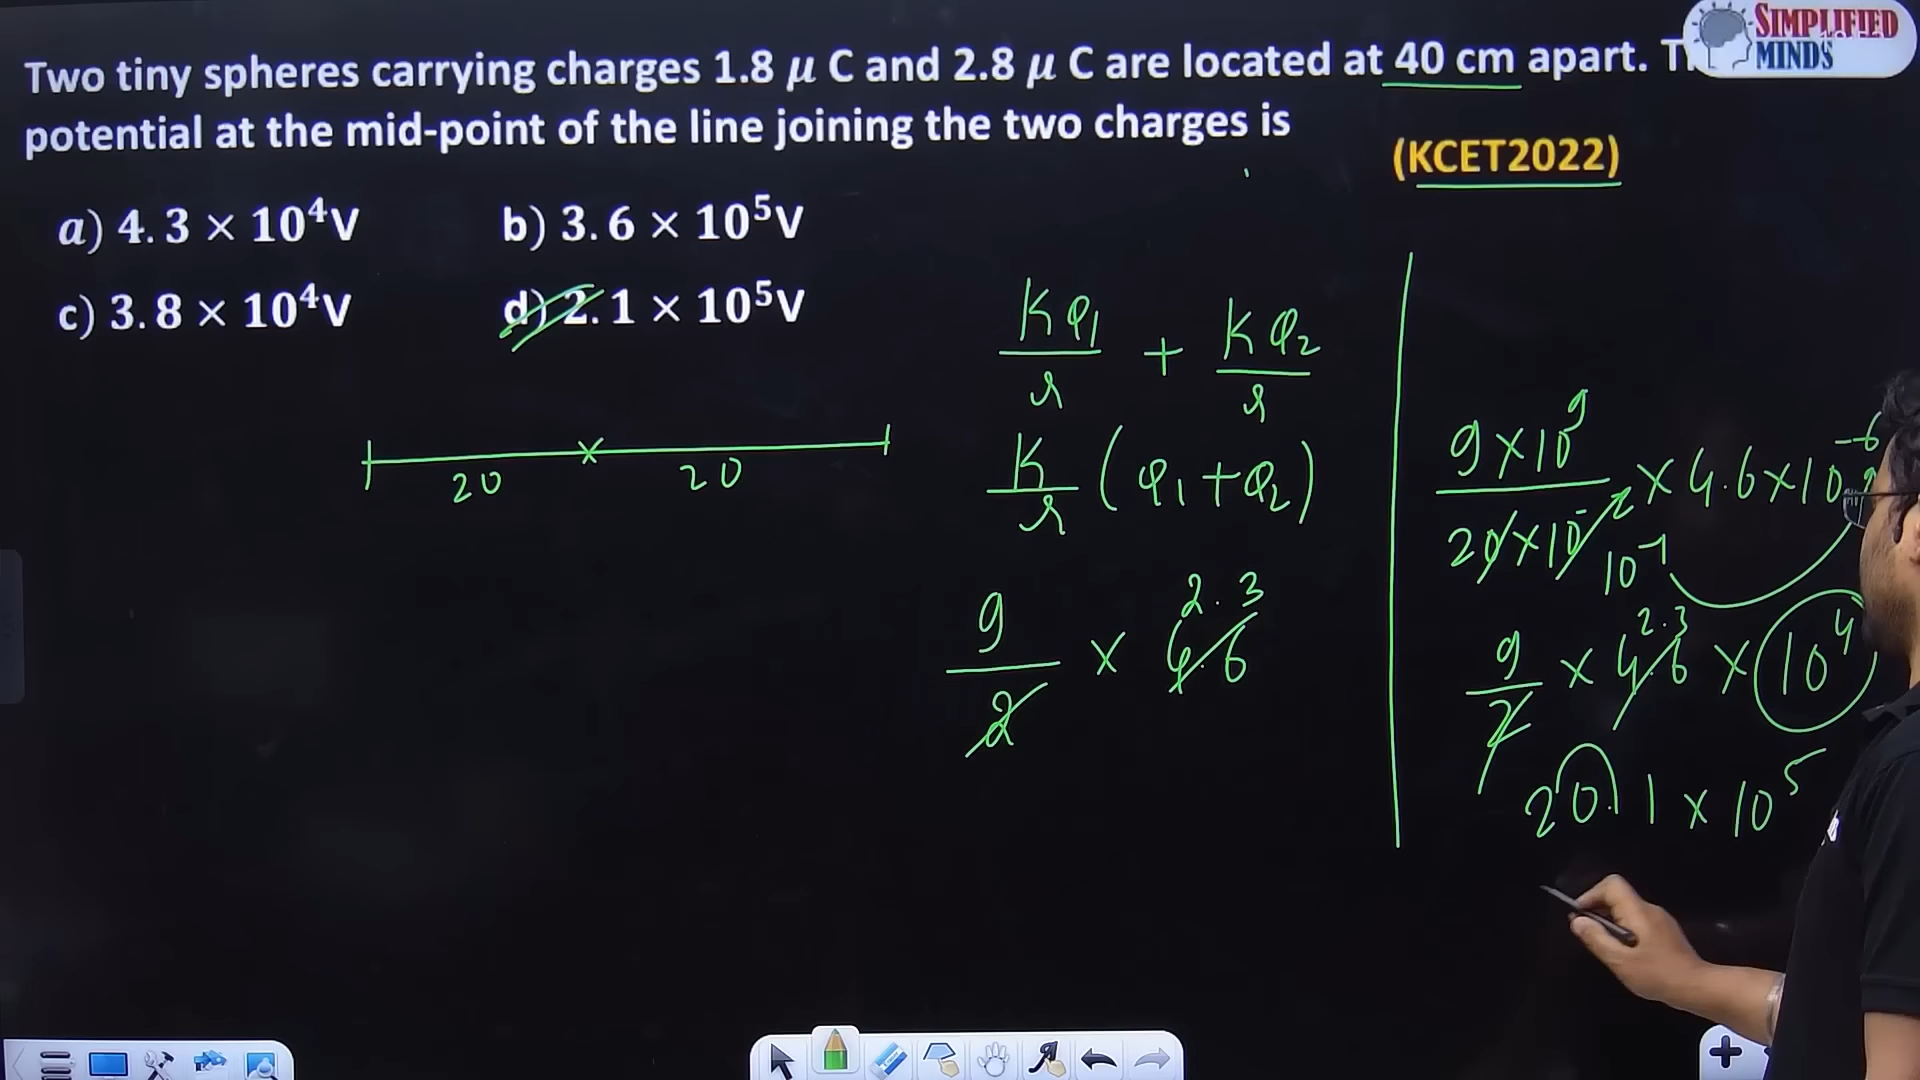 SIMPLIFIED
MINDS
Two tiny spheres carrying charges 1.8 μ C and 2.8 μ C are located at 40 cm apart.
potential at the mid-point of the line joining the two charges is
(KCET2022)
a) 4.3 × 10⁴V b) 3.6 × 10⁵V
c) 3.8 × 10⁴V d) 2.1 × 10⁵V
20 20
Kq₁/r + Kq₂/r
K/r (q₁+q₂)
9/2 × 4.6
2.3
9×10⁹/20×10⁻² × 4.6×10⁻⁶
10⁻¹
9/2 × 4.6 × 10⁴
2.3
20.1 × 10⁵